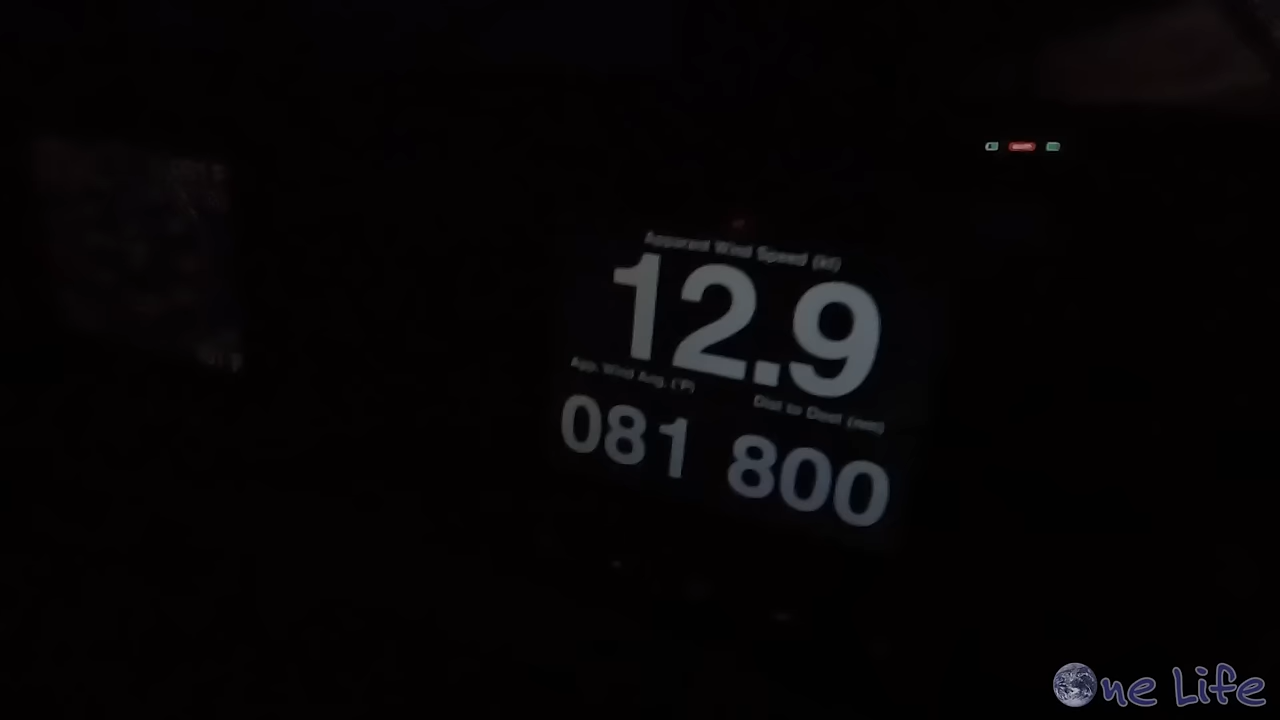 Apparent Wind Speed (kt)
12.9
App. Wind Ang. (°P)
Dist to Dest (nm)
081 800
One Life